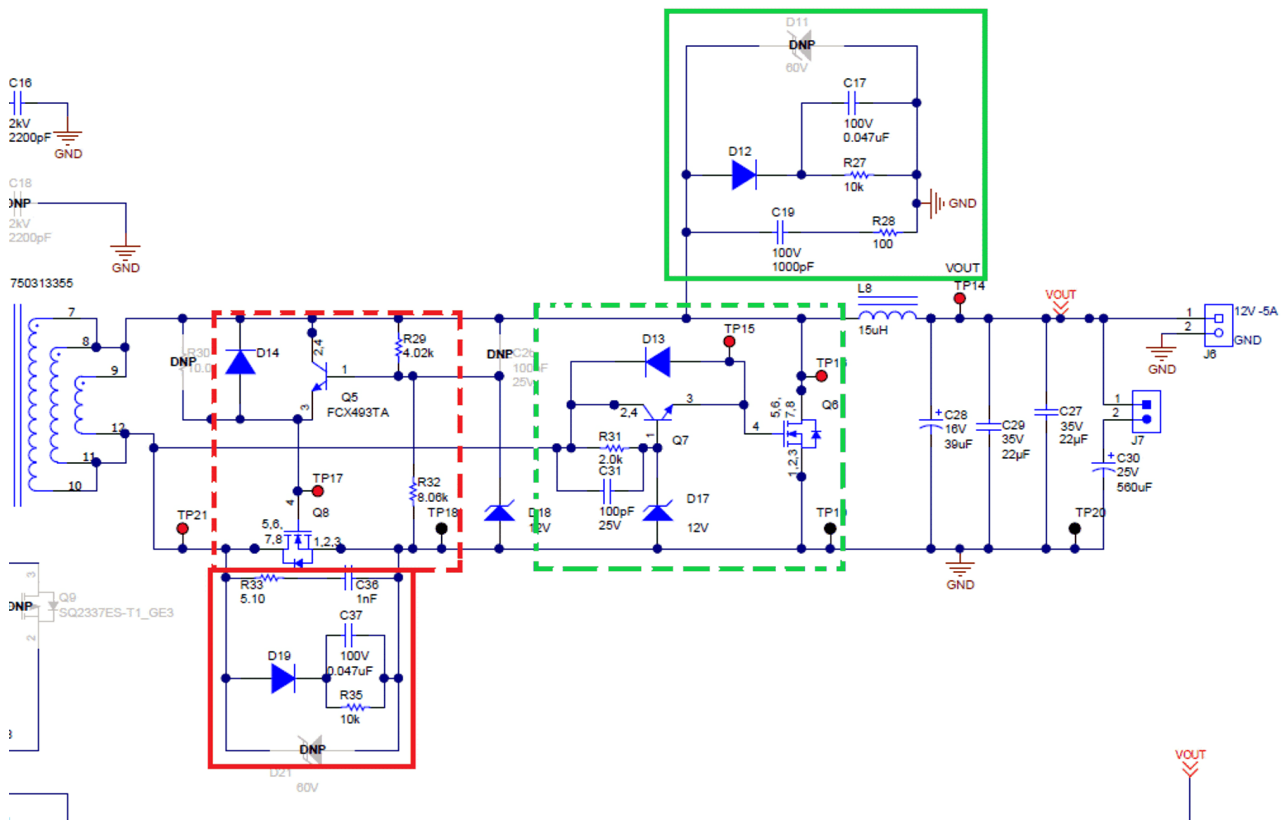 D11
DNP
60V
C16
2kV
2200pF
GND
C17
100V
0.047uF
D12
R27
10k
C18
DNP
2kV
2200pF
GND
GND
C19
100V
1000pF
R28
100
750313355
VOUT
TP14
L8
15uH
VOUT
7
8
9
12
11
10
DNP
R30
10.0
D14
2,4
1
3
Q5
FCX493TA
R29
4.02k
DNP
25V
D13
TP15
2,4
3
1
Q7
R31
2.0k
C31
100pF
25V
D17
12V
4
5,6,
7,8
1,2,3
Q6
C28
16V
39uF
C29
35V
22µF
C27
35V
22µF
1
2
12V -5A
GND
J6
GND
1
2
J7
C30
25V
560uF
TP17
4
Q8
5,6,
7,8
1,2,3
R32
8.06k
TP18
D18
12V
TP19
TP20
TP21
GND
R33
5.10
C36
1nF
C37
100V
0.047uF
D19
R35
10k
DNP
D21
60V
3
DNP
Q9
SQ2337ES-T1_GE3
2
VOUT